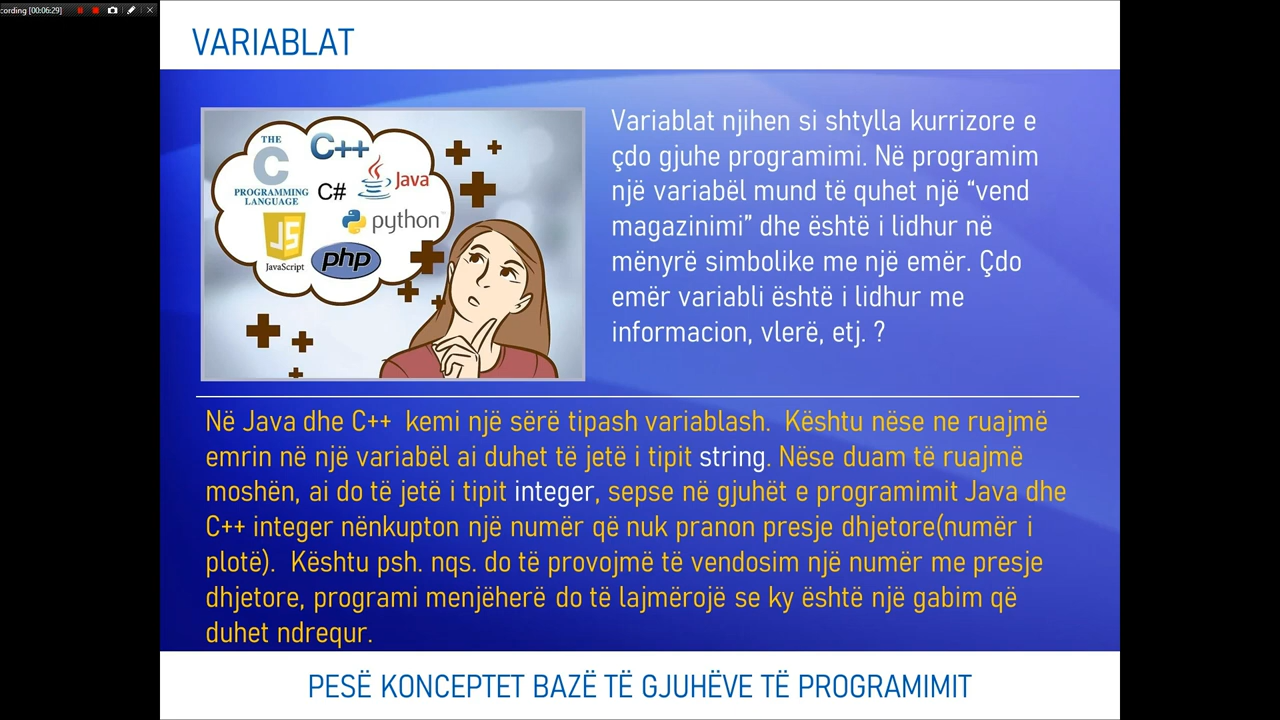 cording [00:06:29]
VARIABLAT
THE
C
PROGRAMMING
LANGUAGE
C++
C#
Java
python
JS
JavaScript
php
Variablat njihen si shtylla kurrizore e
çdo gjuhe programimi. Në programim
një variabël mund të quhet një “vend
magazinimi” dhe është i lidhur në
mënyrë simbolike me një emër. Çdo
emër variabli është i lidhur me
informacion, vlerë, etj. ?
Në Java dhe C++ kemi një sërë tipash variablash. Kështu nëse ne ruajmë
emrin në një variabël ai duhet të jetë i tipit string. Nëse duam të ruajmë
moshën, ai do të jetë i tipit integer, sepse në gjuhët e programimit Java dhe
C++ integer nënkupton një numër që nuk pranon presje dhjetore(numër i
plotë). Kështu psh. nqs. do të provojmë të vendosim një numër me presje
dhjetore, programi menjëherë do të lajmërojë se ky është një gabim që
duhet ndrequr.
PESË KONCEPTET BAZË TË GJUHËVE TË PROGRAMIMIT